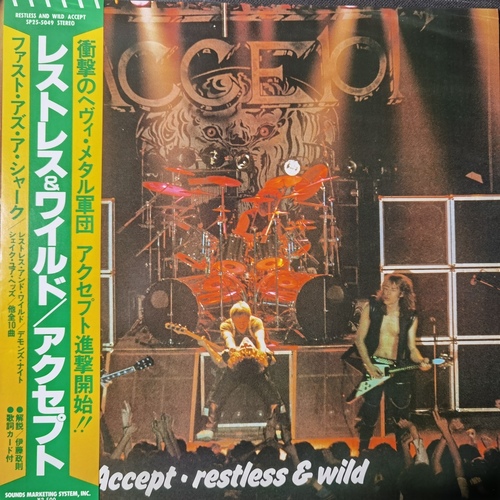 RESTLESS AND WILD ACCEPT
SP25-5049 STEREO
衝撃のヘヴィ・メタル軍団 アクセプト進撃開始!!
レストレス&ワイルド/アクセプト
ファスト・アズ・ア・シャーク/
レストレス・アンド・ワイルド/デモンズ・ナイト
シェイク・ユア・ヘッズ/他全10曲
●解説/伊藤政則
●歌詞カード付
SOUNDS MARKETING SYSTEM, INC.
ACCEPT
Accept • restless & wild